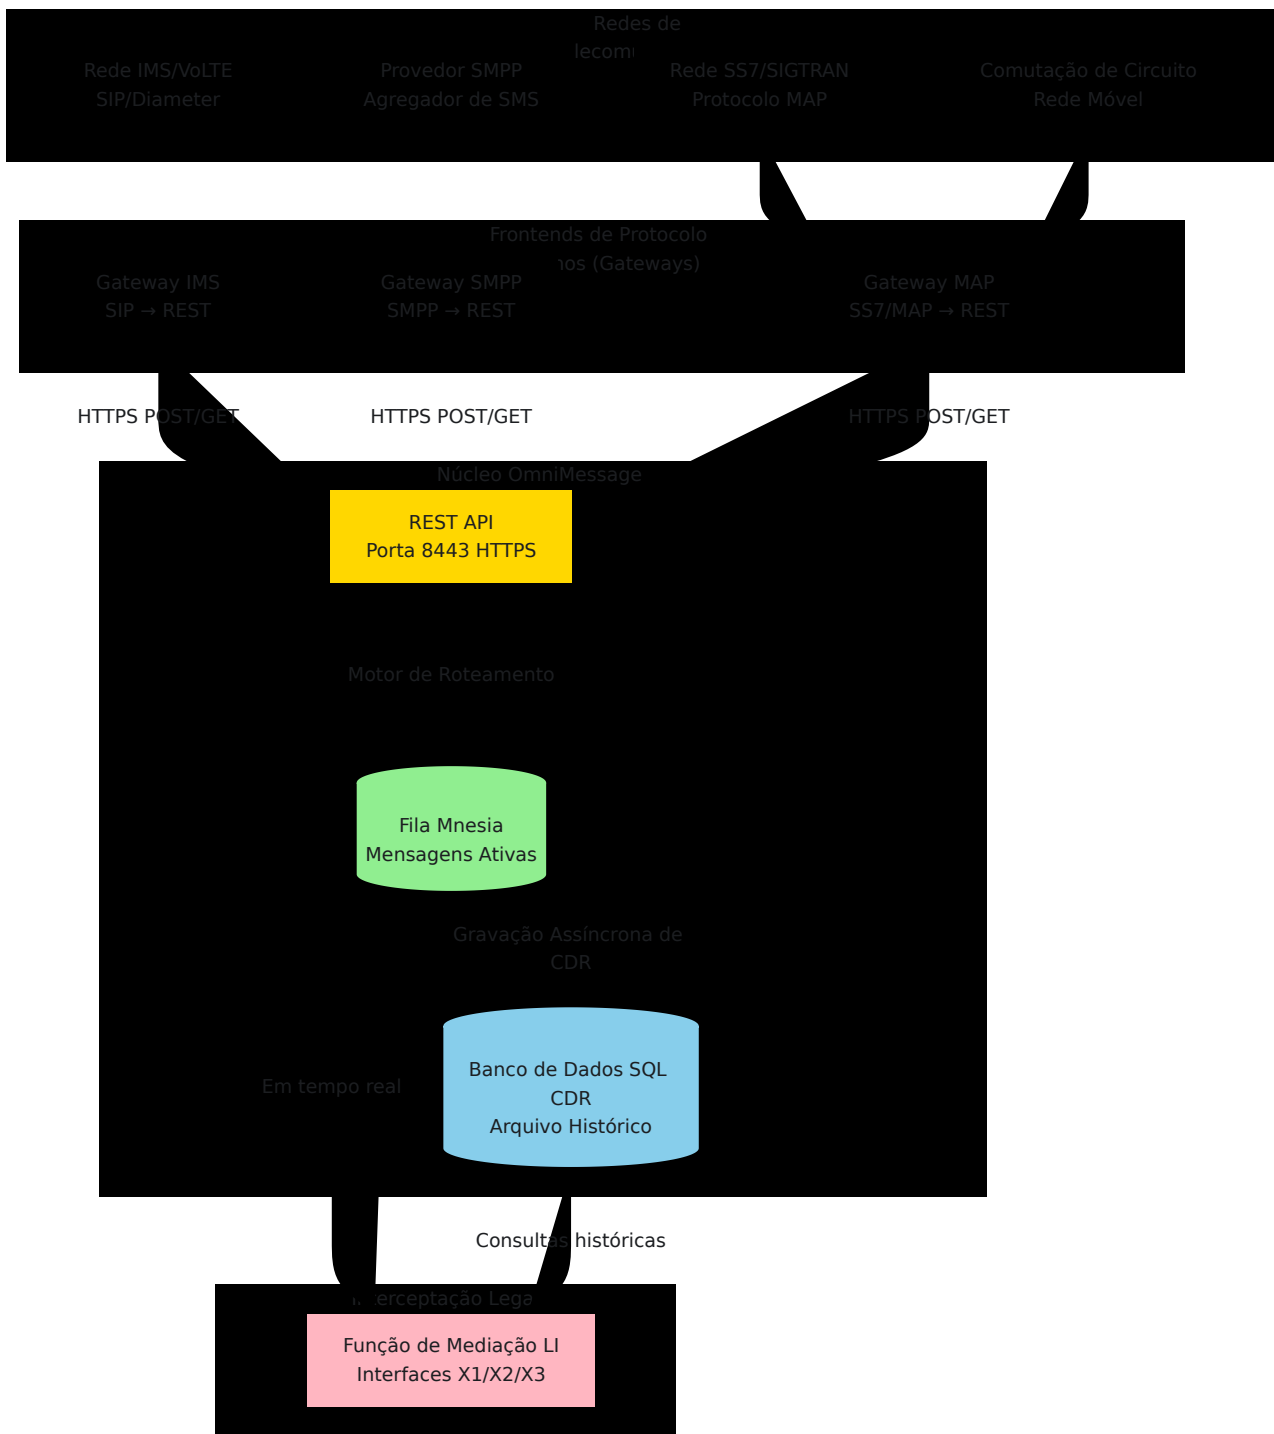 Redes de
Rede IMS/VoLTE
SIP/Diameter
Provedor SMPP
Agregador de SMS
Rede SS7/SIGTRAN
Protocolo MAP
Comutação de Circuito
Rede Móvel
Frontends de Protocolo
(Gateways)
Gateway IMS
SIP → REST
Gateway SMPP
SMPP → REST
Gateway MAP
SS7/MAP → REST
HTTPS POST/GET
HTTPS POST/GET
HTTPS POST/GET
Núcleo OmniMessage
REST API
Porta 8443 HTTPS
Motor de Roteamento
Fila Mnesia
Mensagens Ativas
Gravação Assíncrona de
CDR
Em tempo real
Banco de Dados SQL
CDR
Arquivo Histórico
Consultas históricas
Interceptação Legal
Função de Mediação LI
Interfaces X1/X2/X3